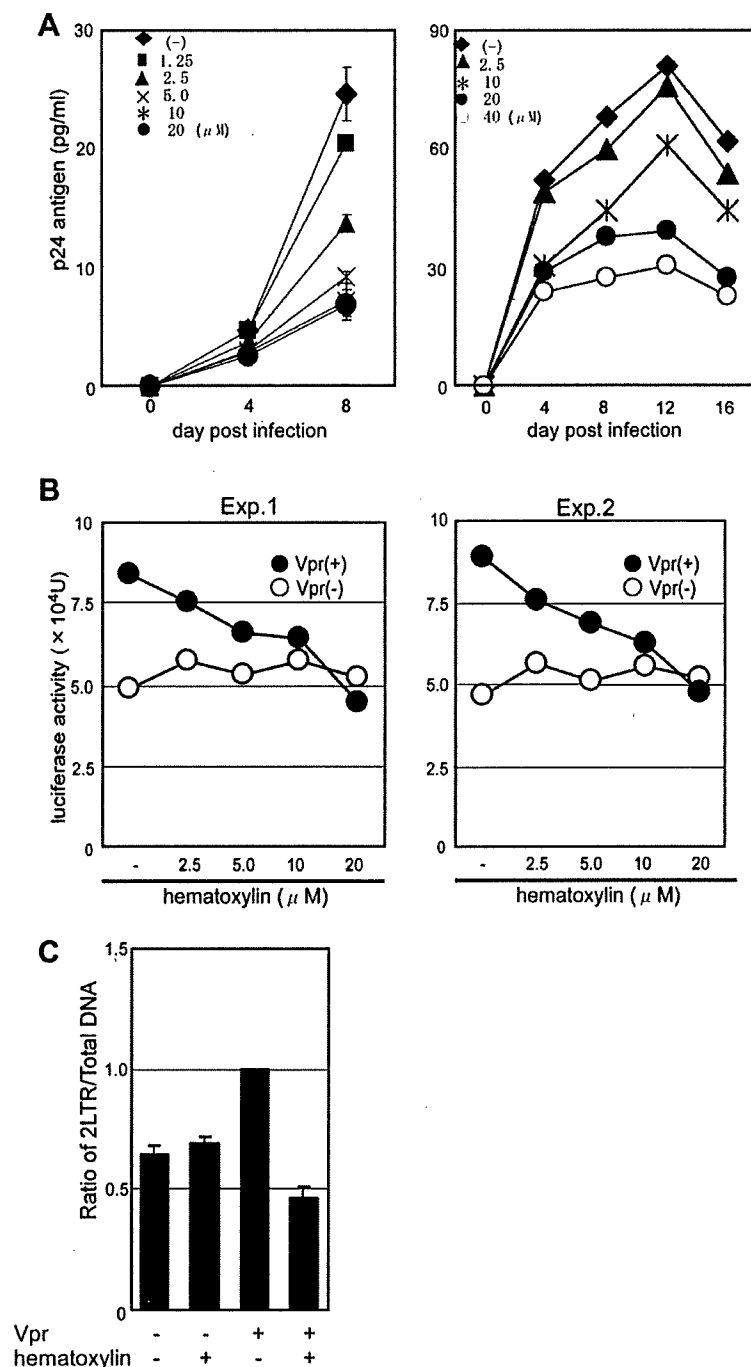 A
30
20
10
0
p24 antigen (pg/ml)
(-)
1.25
2.5
5.0
10
20 (μM)
0 4 8
day post infection
90
60
30
0
(-)
2.5
10
20
40 (μM)
0 4 8 12 16
day post infection
B
Exp.1
10
7.5
5.0
2.5
0
luciferase activity (×10⁴U)
Vpr(+)
Vpr(-)
- 2.5 5.0 10 20
hematoxylin (μM)
Exp.2
10
7.5
5.0
2.5
0
Vpr(+)
Vpr(-)
- 2.5 5.0 10 20
hematoxylin (μM)
C
1.5
1.0
0.5
0
Ratio of 2LTR/Total DNA
Vpr - - + +
hematoxylin - + - +